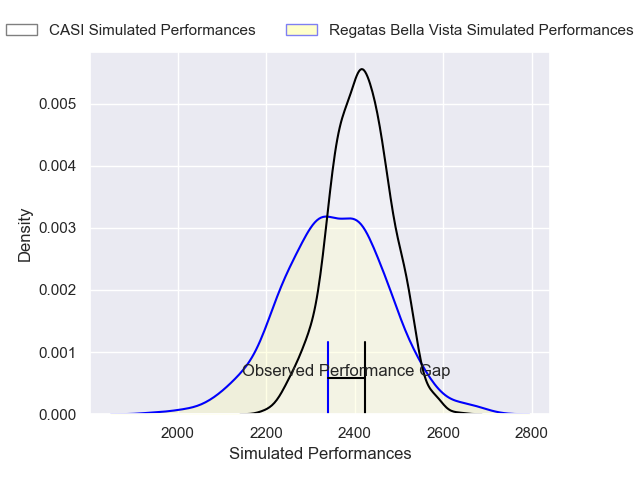 CASI Simulated Performances
Regatas Bella Vista Simulated Performances
Density
0.005
0.004
0.003
0.002
0.001
0.000
Observed Performance Gap
2000
2200
2400
2600
2800
Simulated Performances